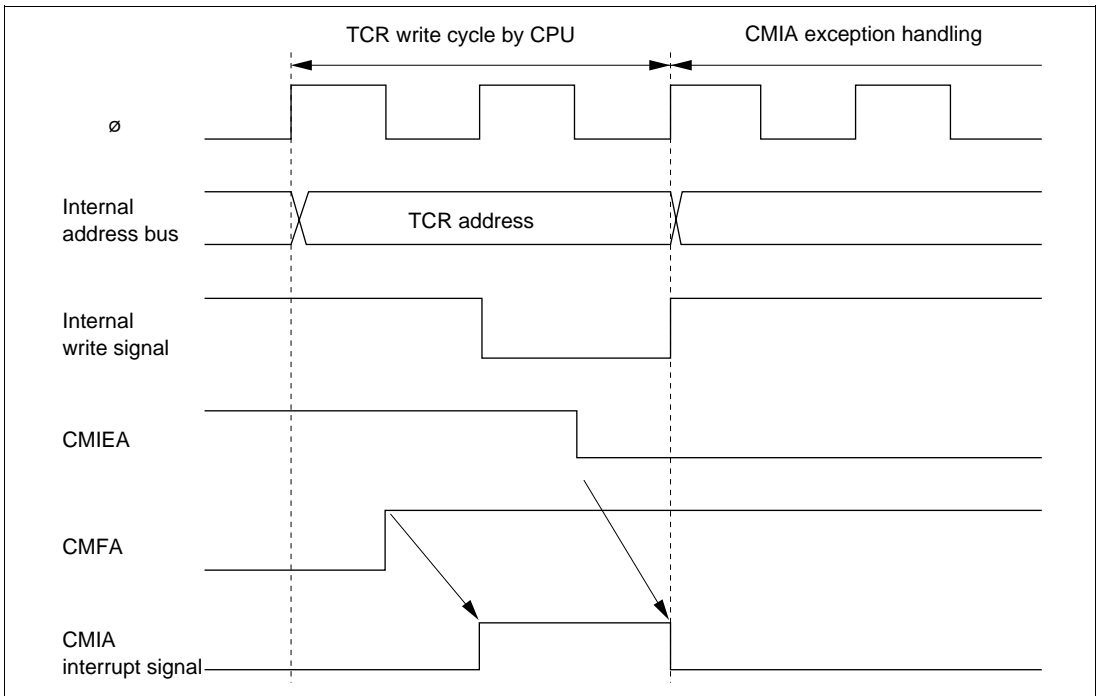 TCR write cycle by CPU
CMIA exception handling
ø
Internal
address bus
TCR address
Internal
write signal
CMIEA
CMFA
CMIA
interrupt signal